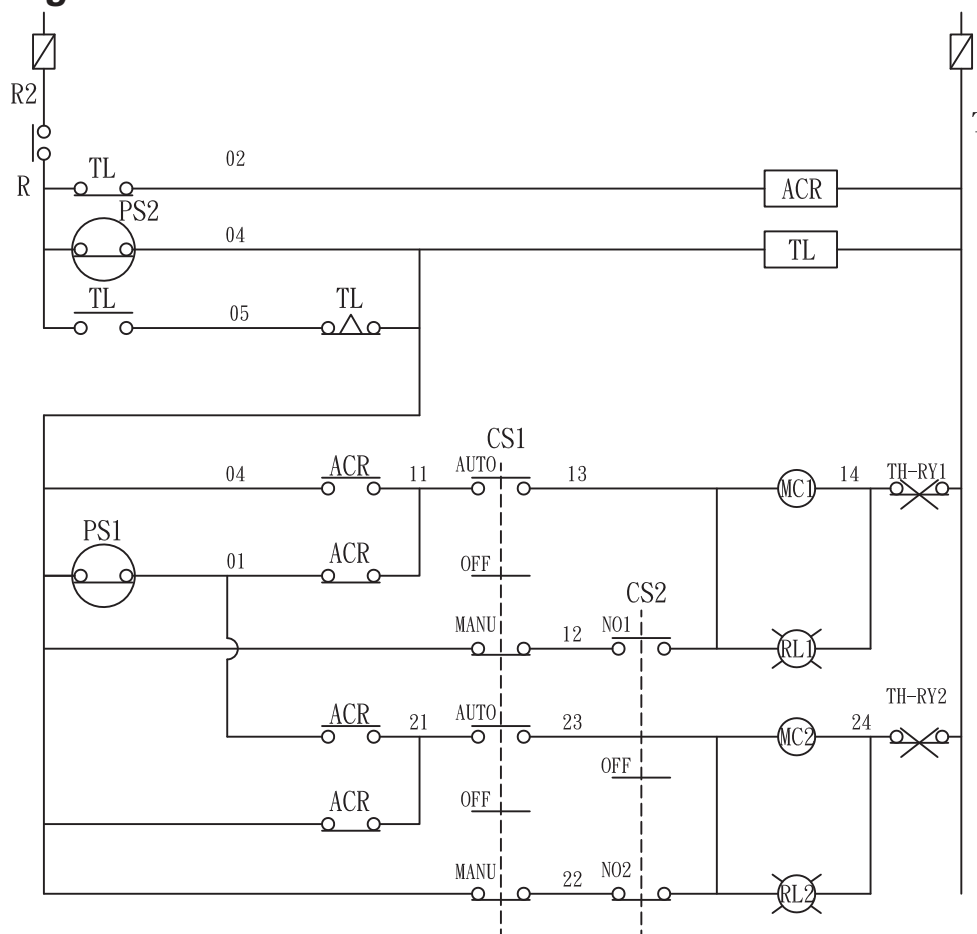 R2
TL 02
R ACR
PS2
04 TL
TL 05 TL
CS1
04 ACR 11 AUTO 13 MC1 14 TH-RY1
PS1 01 ACR OFF
CS2
MANU 12 NO1 RL1
TH-RY2
ACR 21 AUTO 23 MC2 24
OFF
ACR OFF
MANU 22 NO2 RL2